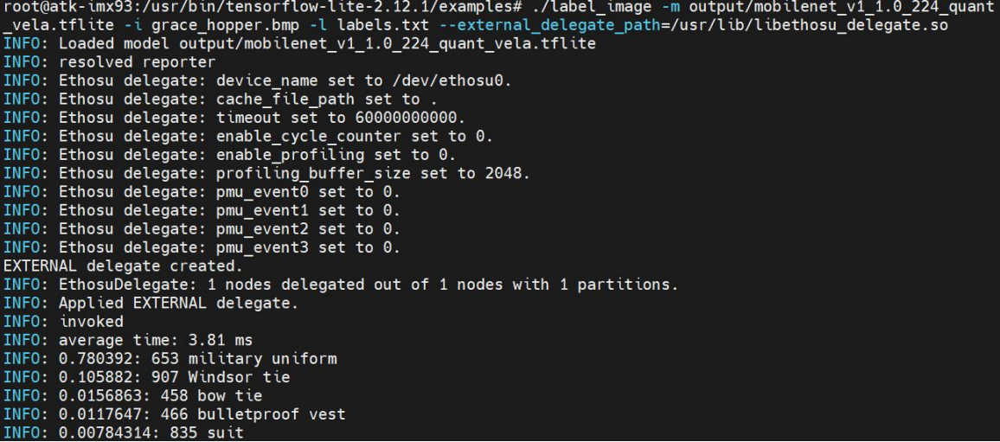 root@atk-imx93:/usr/bin/tensorflow-lite-2.12.1/examples# ./label_image -m output/mobilenet_v1_1.0_224_quant
_vela.tflite -i grace_hopper.bmp -l labels.txt --external_delegate_path=/usr/lib/libethosu_delegate.so
INFO: Loaded model output/mobilenet_v1_1.0_224_quant_vela.tflite
INFO: resolved reporter
INFO: Ethosu delegate: device_name set to /dev/ethosu0.
INFO: Ethosu delegate: cache_file_path set to .
INFO: Ethosu delegate: timeout set to 60000000000.
INFO: Ethosu delegate: enable_cycle_counter set to 0.
INFO: Ethosu delegate: enable_profiling set to 0.
INFO: Ethosu delegate: profiling_buffer_size set to 2048.
INFO: Ethosu delegate: pmu_event0 set to 0.
INFO: Ethosu delegate: pmu_event1 set to 0.
INFO: Ethosu delegate: pmu_event2 set to 0.
INFO: Ethosu delegate: pmu_event3 set to 0.
EXTERNAL delegate created.
INFO: EthosuDelegate: 1 nodes delegated out of 1 nodes with 1 partitions.
INFO: Applied EXTERNAL delegate.
INFO: invoked
INFO: average time: 3.81 ms
INFO: 0.780392: 653 military uniform
INFO: 0.105882: 907 Windsor tie
INFO: 0.0156863: 458 bow tie
INFO: 0.0117647: 466 bulletproof vest
INFO: 0.00784314: 835 suit